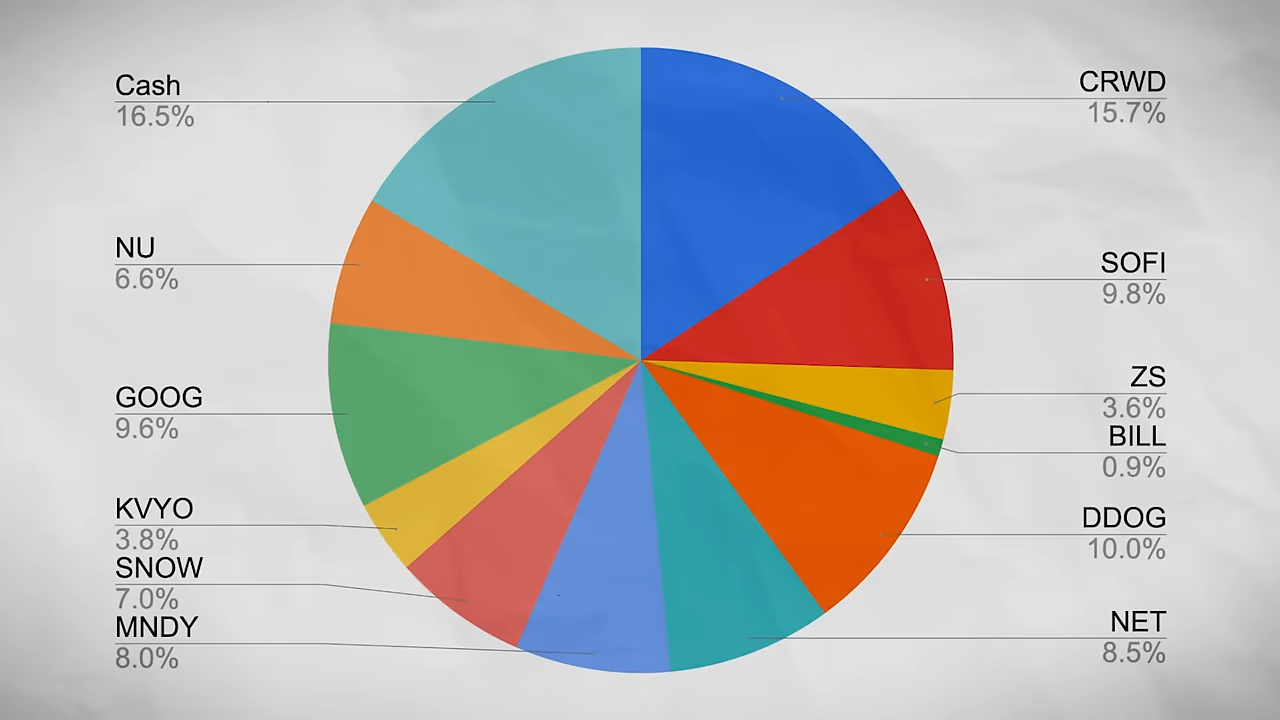 Cash
16.5%
NU
6.6%
GOOG
9.6%
KVYO
3.8%
SNOW
7.0%
MNDY
8.0%
CRWD
15.7%
SOFI
9.8%
ZS
3.6%
BILL
0.9%
DDOG
10.0%
NET
8.5%